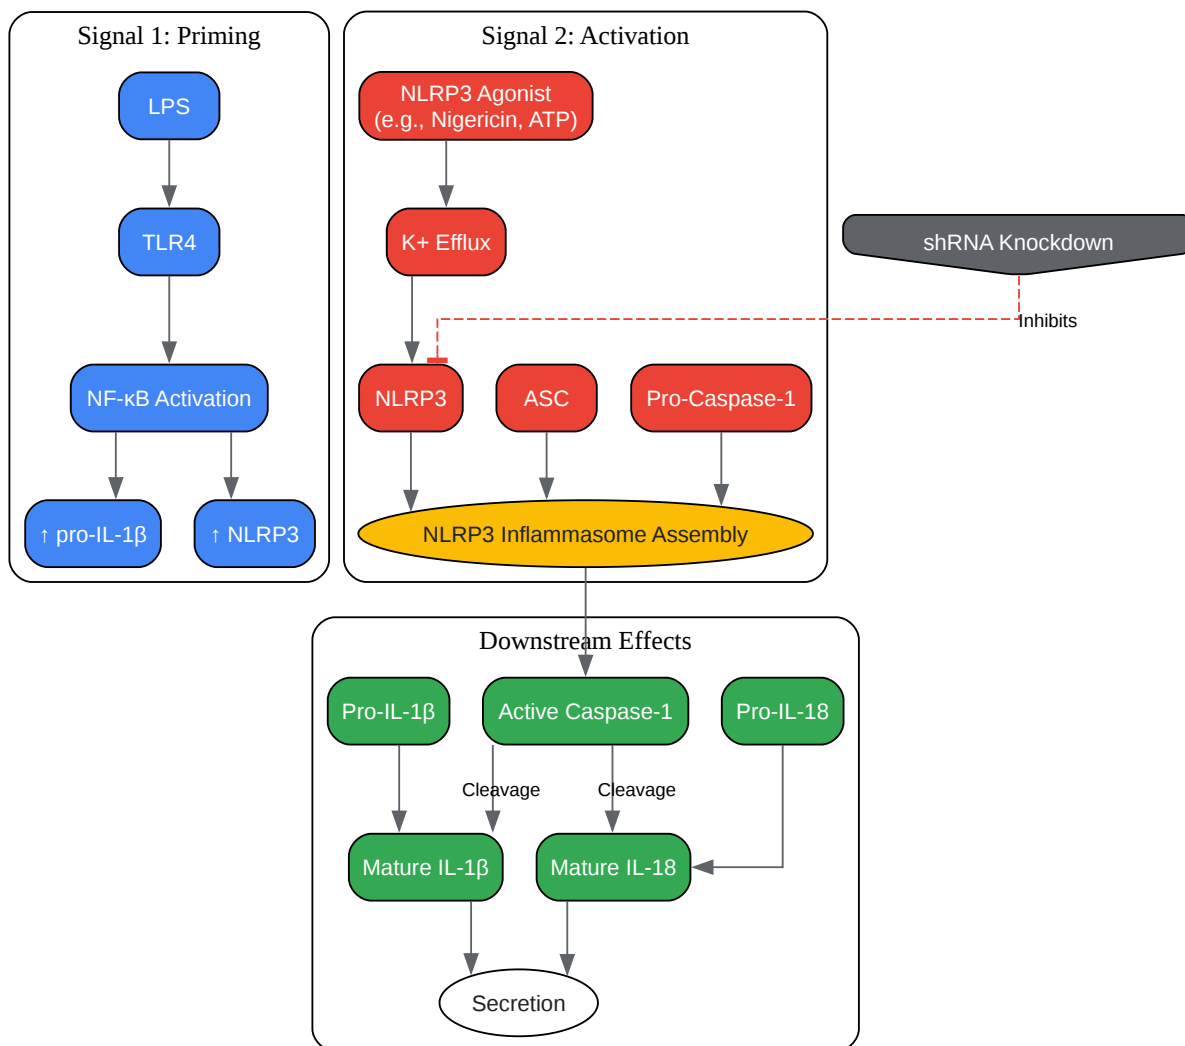 Signal 1: Priming
LPS
TLR4
NF-κB Activation
↑ pro-IL-1β
↑ NLRP3
Signal 2: Activation
NLRP3 Agonist
(e.g., Nigericin, ATP)
K+ Efflux
NLRP3
ASC
Pro-Caspase-1
NLRP3 Inflammasome Assembly
shRNA Knockdown
Inhibits
Downstream Effects
Pro-IL-1β
Active Caspase-1
Pro-IL-18
Cleavage
Cleavage
Mature IL-1β
Mature IL-18
Secretion